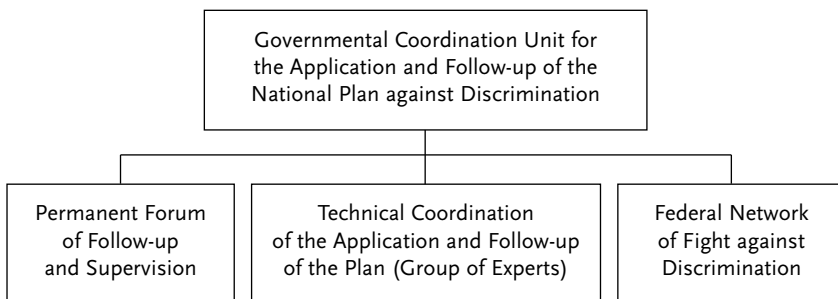 Governmental Coordination Unit for
the Application and Follow-up of the
National Plan against Discrimination
Permanent Forum
of Follow-up
and Supervision
Technical Coordination
of the Application and Follow-up
of the Plan (Group of Experts)
Federal Network
of Fight against
Discrimination